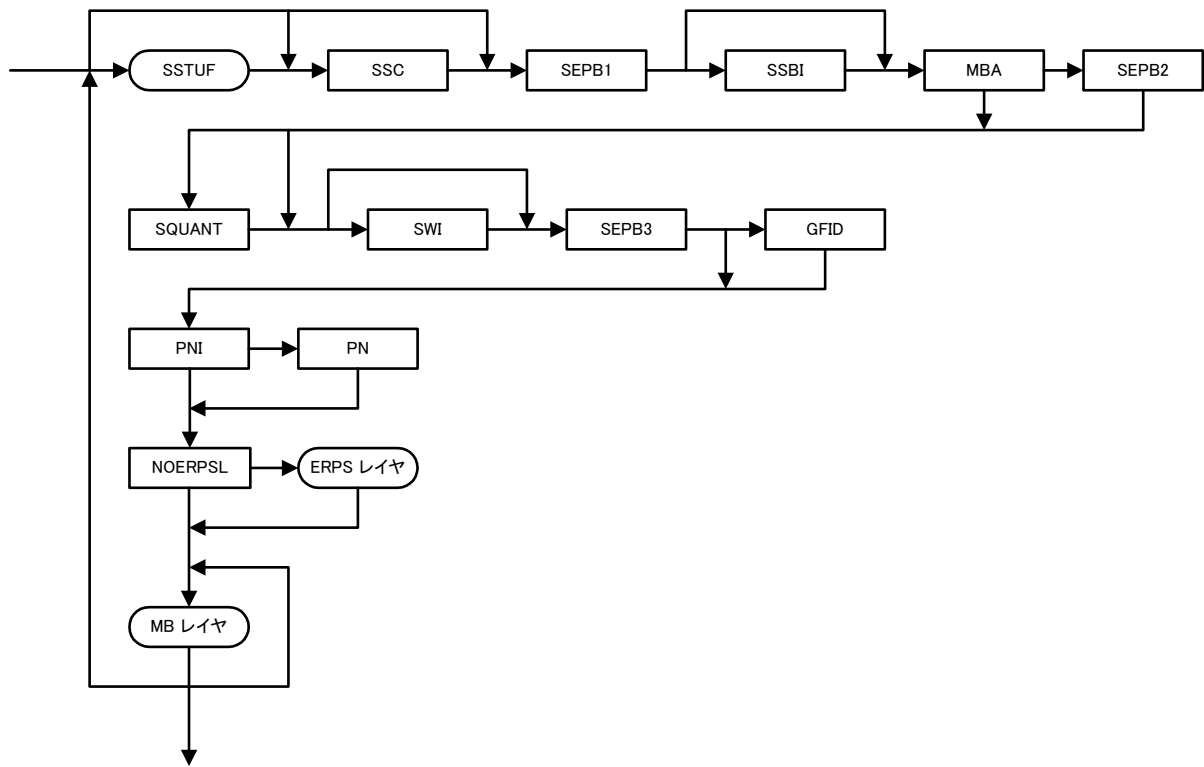 SSTUF
SSC
SEPB1
SSBI
MBA
SEPB2
SQUANT
SWI
SEPB3
GFID
PNI
PN
NOERPSL
ERPS レイヤ
MB レイヤ